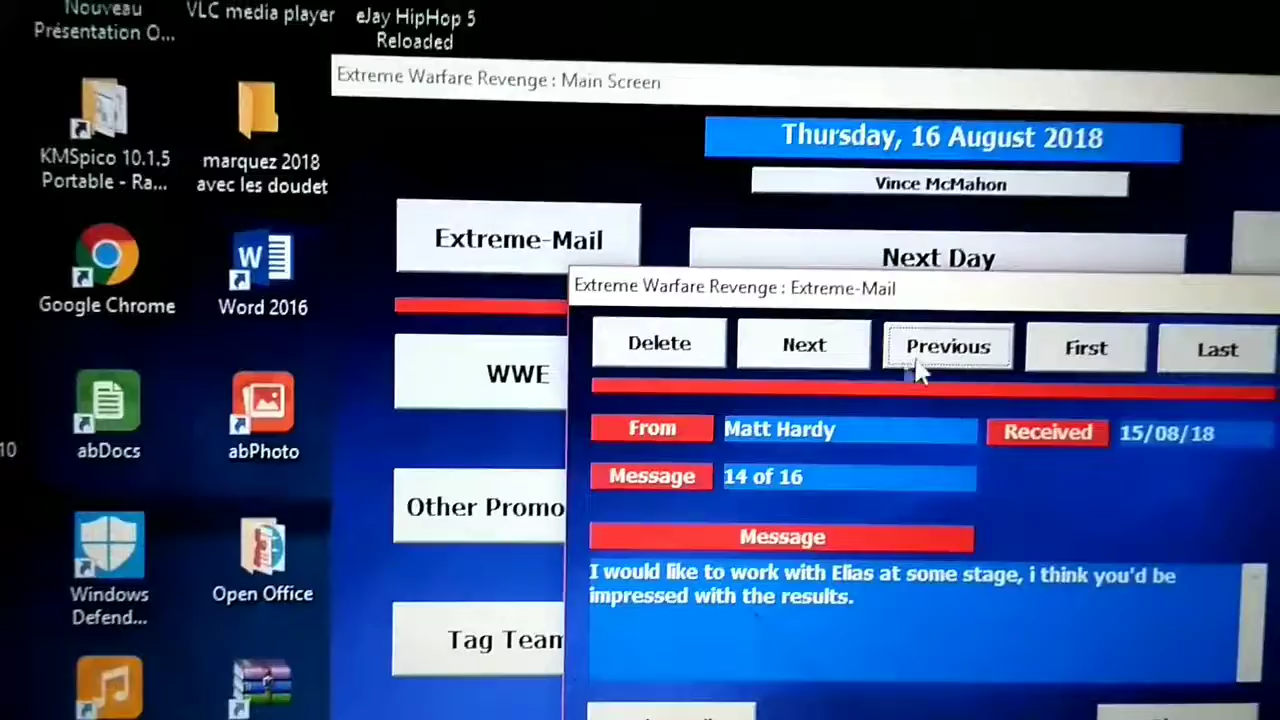 Nouveau
Présentation O...
VLC media player
eJay HipHop 5
Reloaded
KMSpico 10.1.5
Portable - Ra...
marquez 2018
avec les doudet
Google Chrome
Word 2016
W
10
abDocs
abPhoto
Windows
Defend...
Open Office
Extreme Warfare Revenge : Main Screen
Thursday, 16 August 2018
Vince McMahon
Extreme-Mail
Next Day
WWE
Other Promo
Tag Team
Extreme Warfare Revenge : Extreme-Mail
Delete
Next
Previous
First
Last
From
Matt Hardy
Received
15/08/18
Message
14 of 16
Message
I would like to work with Elias at some stage, i think you'd be
impressed with the results.